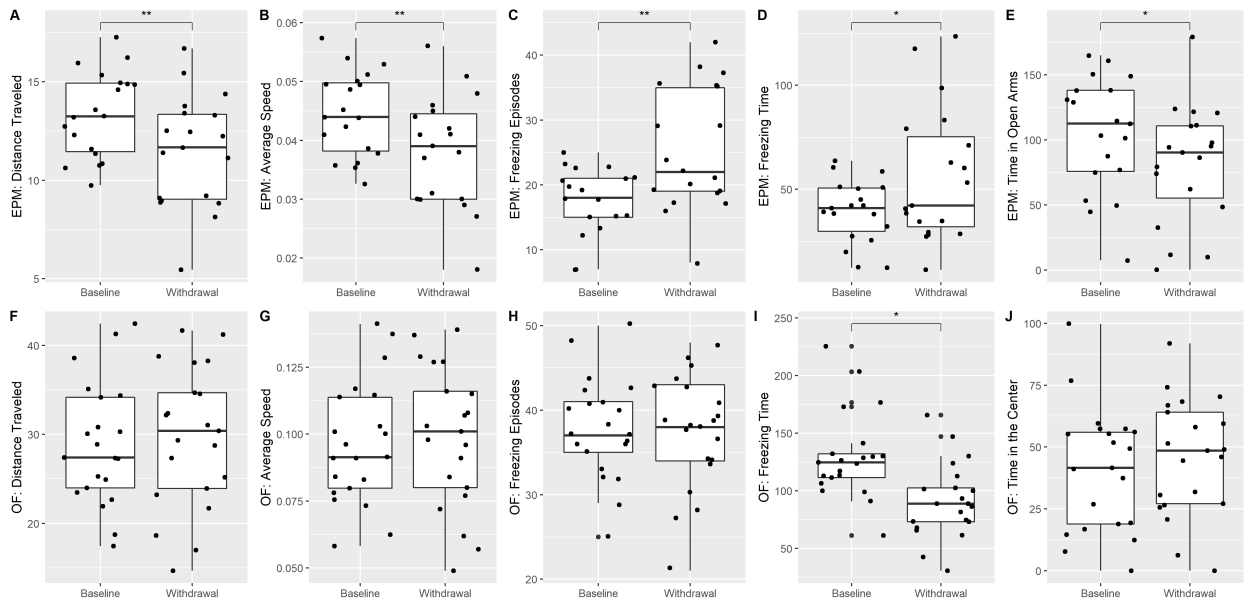 A
EPM: Distance Traveled
15
10
5
**
Baseline Withdrawal
B
EPM: Average Speed
0.06
0.05
0.04
0.03
0.02
**
Baseline Withdrawal
C
EPM: Freezing Episodes
40
30
20
10
**
Baseline Withdrawal
D
EPM: Freezing Time
100
50
*
Baseline Withdrawal
E
EPM: Time in Open Arms
150
100
50
0
*
Baseline Withdrawal
F
OF: Distance Traveled
40
30
20
Baseline Withdrawal
G
OF: Average Speed
0.125
0.100
0.075
0.050
Baseline Withdrawal
H
OF: Freezing Episodes
50
40
30
20
Baseline Withdrawal
I
OF: Freezing Time
250
200
150
100
50
*
Baseline Withdrawal
J
OF: Time in the Center
100
75
50
25
0
Baseline Withdrawal